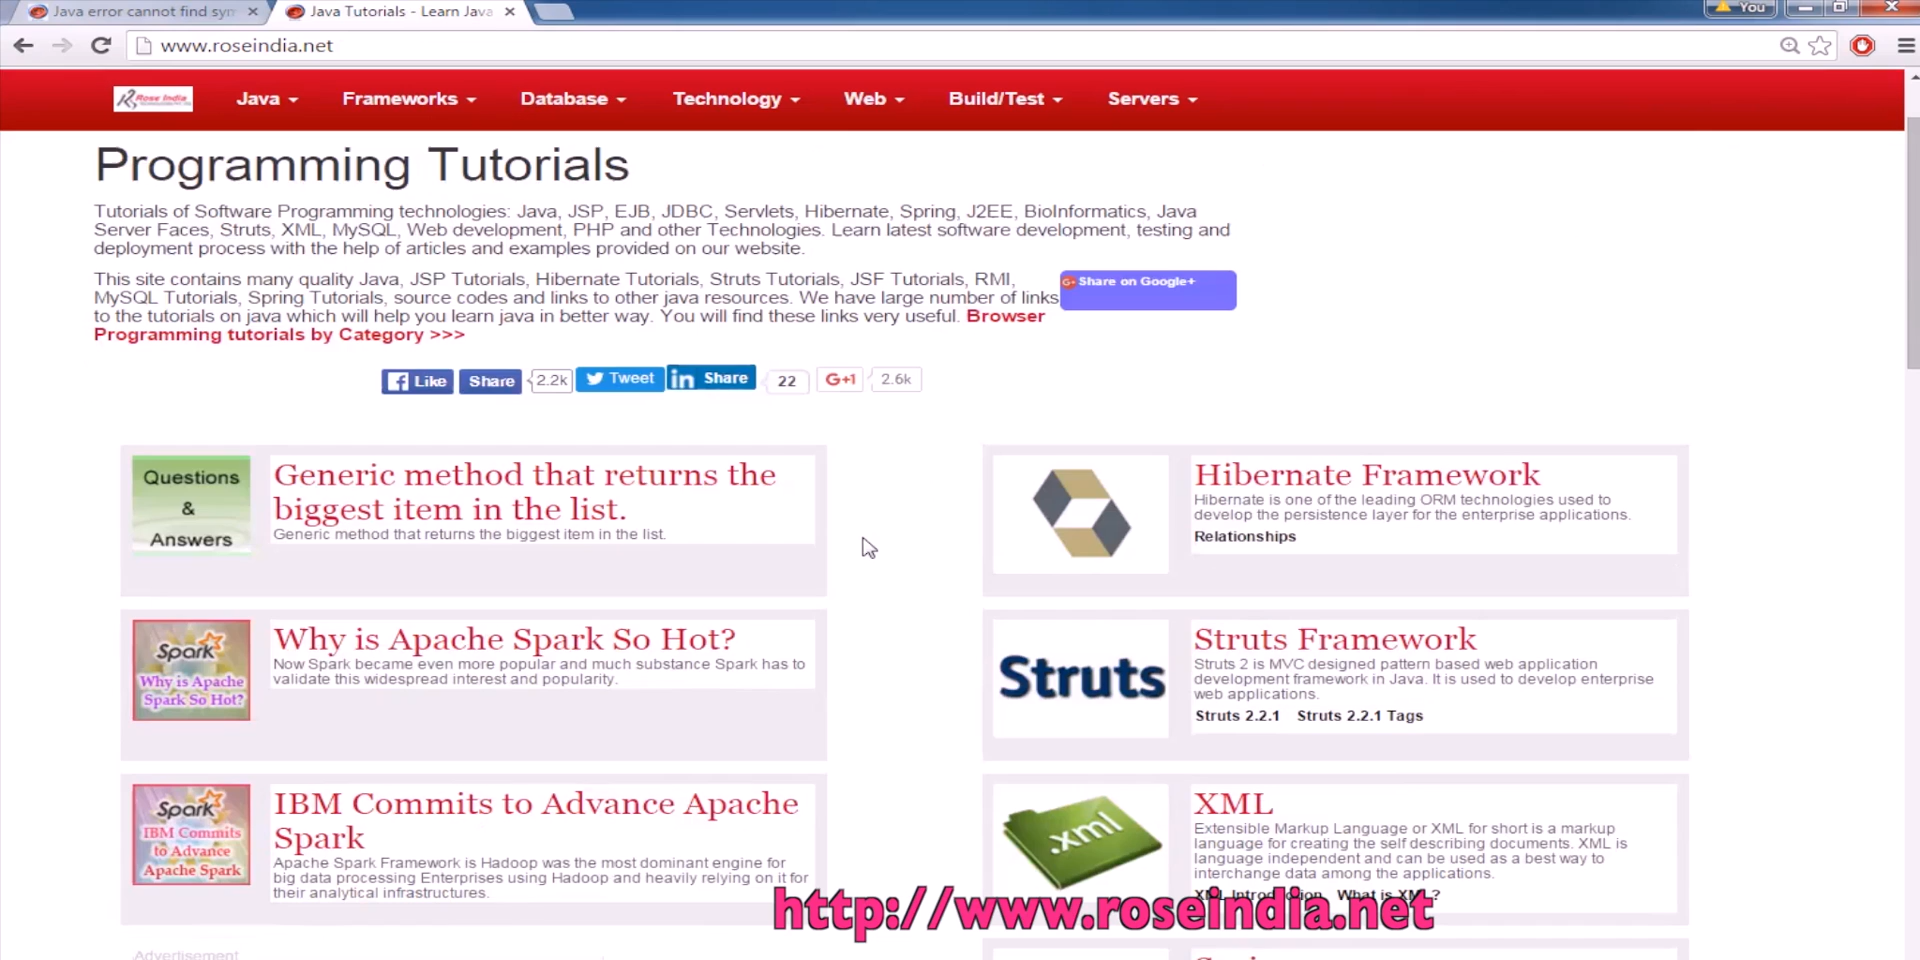 Java error cannot find sym
Java Tutorials - Learn Java
You
www.roseindia.net
Rose India
Java
Frameworks
Database
Technology
Web
Build/Test
Servers
Programming Tutorials
Tutorials of Software Programming technologies: Java, JSP, EJB, JDBC, Servlets, Hibernate, Spring, J2EE, BioInformatics, Java
Server Faces, Struts, XML, MySQL, Web development, PHP and other Technologies. Learn latest software development, testing and
deployment process with the help of articles and examples provided on our website.
This site contains many quality Java, JSP Tutorials, Hibernate Tutorials, Struts Tutorials, JSF Tutorials, RMI,
MySQL Tutorials, Spring Tutorials, source codes and links to other java resources. We have large number of links
to the tutorials on java which will help you learn java in better way. You will find these links very useful. Browser
Programming tutorials by Category >>>
G+ Share on Google+
Like Share 2.2k Tweet in Share 22 G+1 2.6k
Questions
&
Answers
Generic method that returns the
biggest item in the list.
Generic method that returns the biggest item in the list.
Hibernate Framework
Hibernate is one of the leading ORM technologies used to
develop the persistence layer for the enterprise applications.
Relationships
Spark
Why is Apache
Spark So Hot?
Why is Apache Spark So Hot?
Now Spark became even more popular and much substance Spark has to
validate this widespread interest and popularity.
Struts
Struts Framework
Struts 2 is MVC designed pattern based web application
development framework in Java. It is used to develop enterprise
web applications.
Struts 2.2.1 Struts 2.2.1 Tags
Spark
IBM Commits
to Advance
Apache Spark
IBM Commits to Advance Apache
Spark
Apache Spark Framework is Hadoop was the most dominant engine for
big data processing Enterprises using Hadoop and heavily relying on it for
their analytical infrastructures.
.xml
XML
Extensible Markup Language or XML for short is a markup
language for creating the self describing documents. XML is
language independent and can be used as a best way to
interchange data among the applications.
XML Introduction What is XML?
http://www.roseindia.net
Advertisement